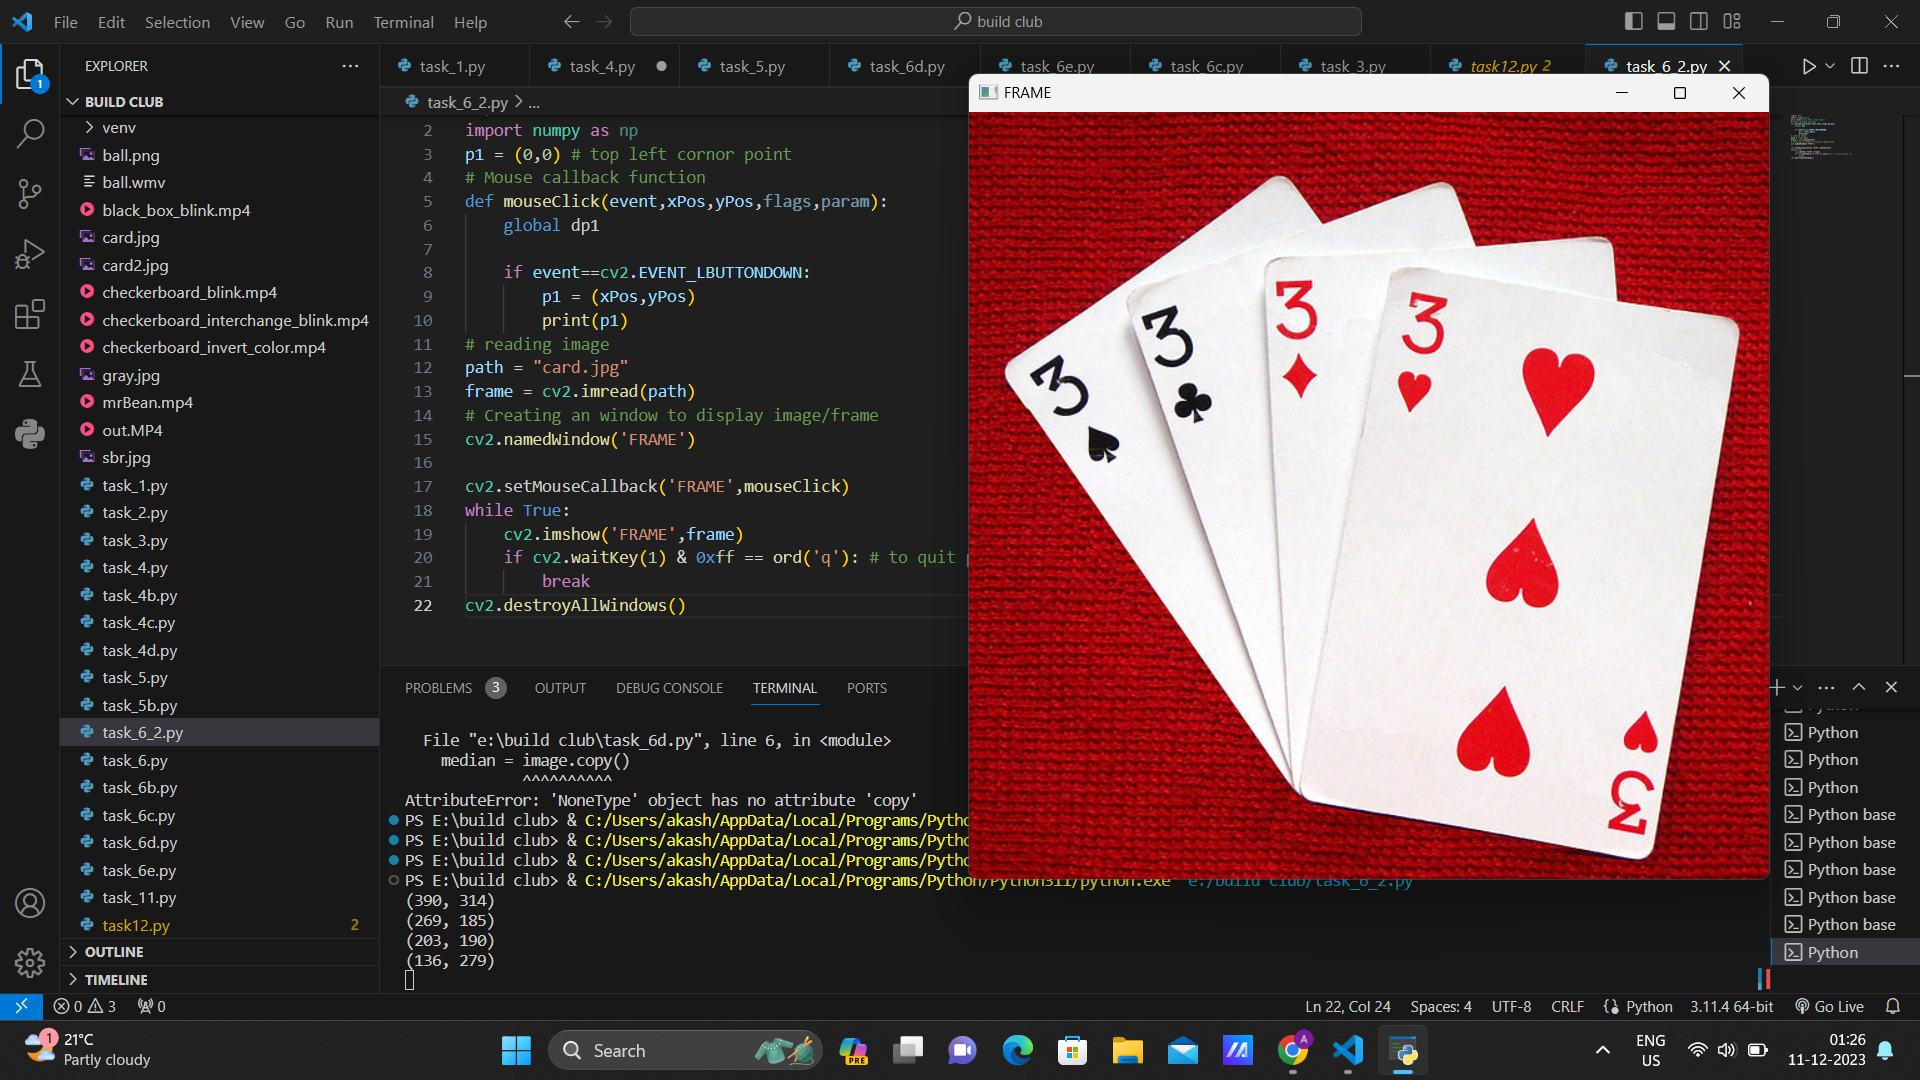 File Edit Selection View Go Run Terminal Help
build club
EXPLORER
task_1.py task_4.py task_5.py task_6d.py task_6e.py task_6c.py task_3.py task12.py 2 task_6_2.py
BUILD CLUB
venv
ball.png
ball.wmv
black_box_blink.mp4
card.jpg
card2.jpg
checkerboard_blink.mp4
checkerboard_interchange_blink.mp4
checkerboard_invert_color.mp4
gray.jpg
mrBean.mp4
out.MP4
sbr.jpg
task_1.py
task_2.py
task_3.py
task_4.py
task_4b.py
task_4c.py
task_4d.py
task_5.py
task_5b.py
task_6_2.py
task_6.py
task_6b.py
task_6c.py
task_6d.py
task_6e.py
task_11.py
task12.py 2
OUTLINE
TIMELINE
1
task_6_2.py > ...
2 import numpy as np
3 p1 = (0,0) # top left cornor point
4 # Mouse callback function
5 def mouseClick(event,xPos,yPos,flags,param):
6 global dp1
7
8 if event==cv2.EVENT_LBUTTONDOWN:
9 p1 = (xPos,yPos)
10 print(p1)
11 # reading image
12 path = "card.jpg"
13 frame = cv2.imread(path)
14 # Creating an window to display image/frame
15 cv2.namedWindow('FRAME')
16
17 cv2.setMouseCallback('FRAME',mouseClick)
18 while True:
19 cv2.imshow('FRAME',frame)
20 if cv2.waitKey(1) & 0xff == ord('q'): # to quit
21 break
22 cv2.destroyAllWindows()
FRAME
3
3
3
3
3
PROBLEMS 3 OUTPUT DEBUG CONSOLE TERMINAL PORTS
File "e:\build club\task_6d.py", line 6, in <module>
median = image.copy()
^^^^^^^^^^
AttributeError: 'NoneType' object has no attribute 'copy'
PS E:\build club> & C:/Users/akash/AppData/Local/Programs/Pytho
PS E:\build club> & C:/Users/akash/AppData/Local/Programs/Pytho
PS E:\build club> & C:/Users/akash/AppData/Local/Programs/Pytho
PS E:\build club> & C:/Users/akash/AppData/Local/Programs/Python/Python311/python.exe "e:/build club/task_6_2.py
(390, 314)
(269, 185)
(203, 190)
(136, 279)
Python
Python
Python
Python base
Python base
Python base
Python base
Python base
Python
0 3 0
Ln 22, Col 24 Spaces: 4 UTF-8 CRLF Python 3.11.4 64-bit Go Live
1
21°C
Partly cloudy
Search
PRE
A
ENG
US
01:26
11-12-2023